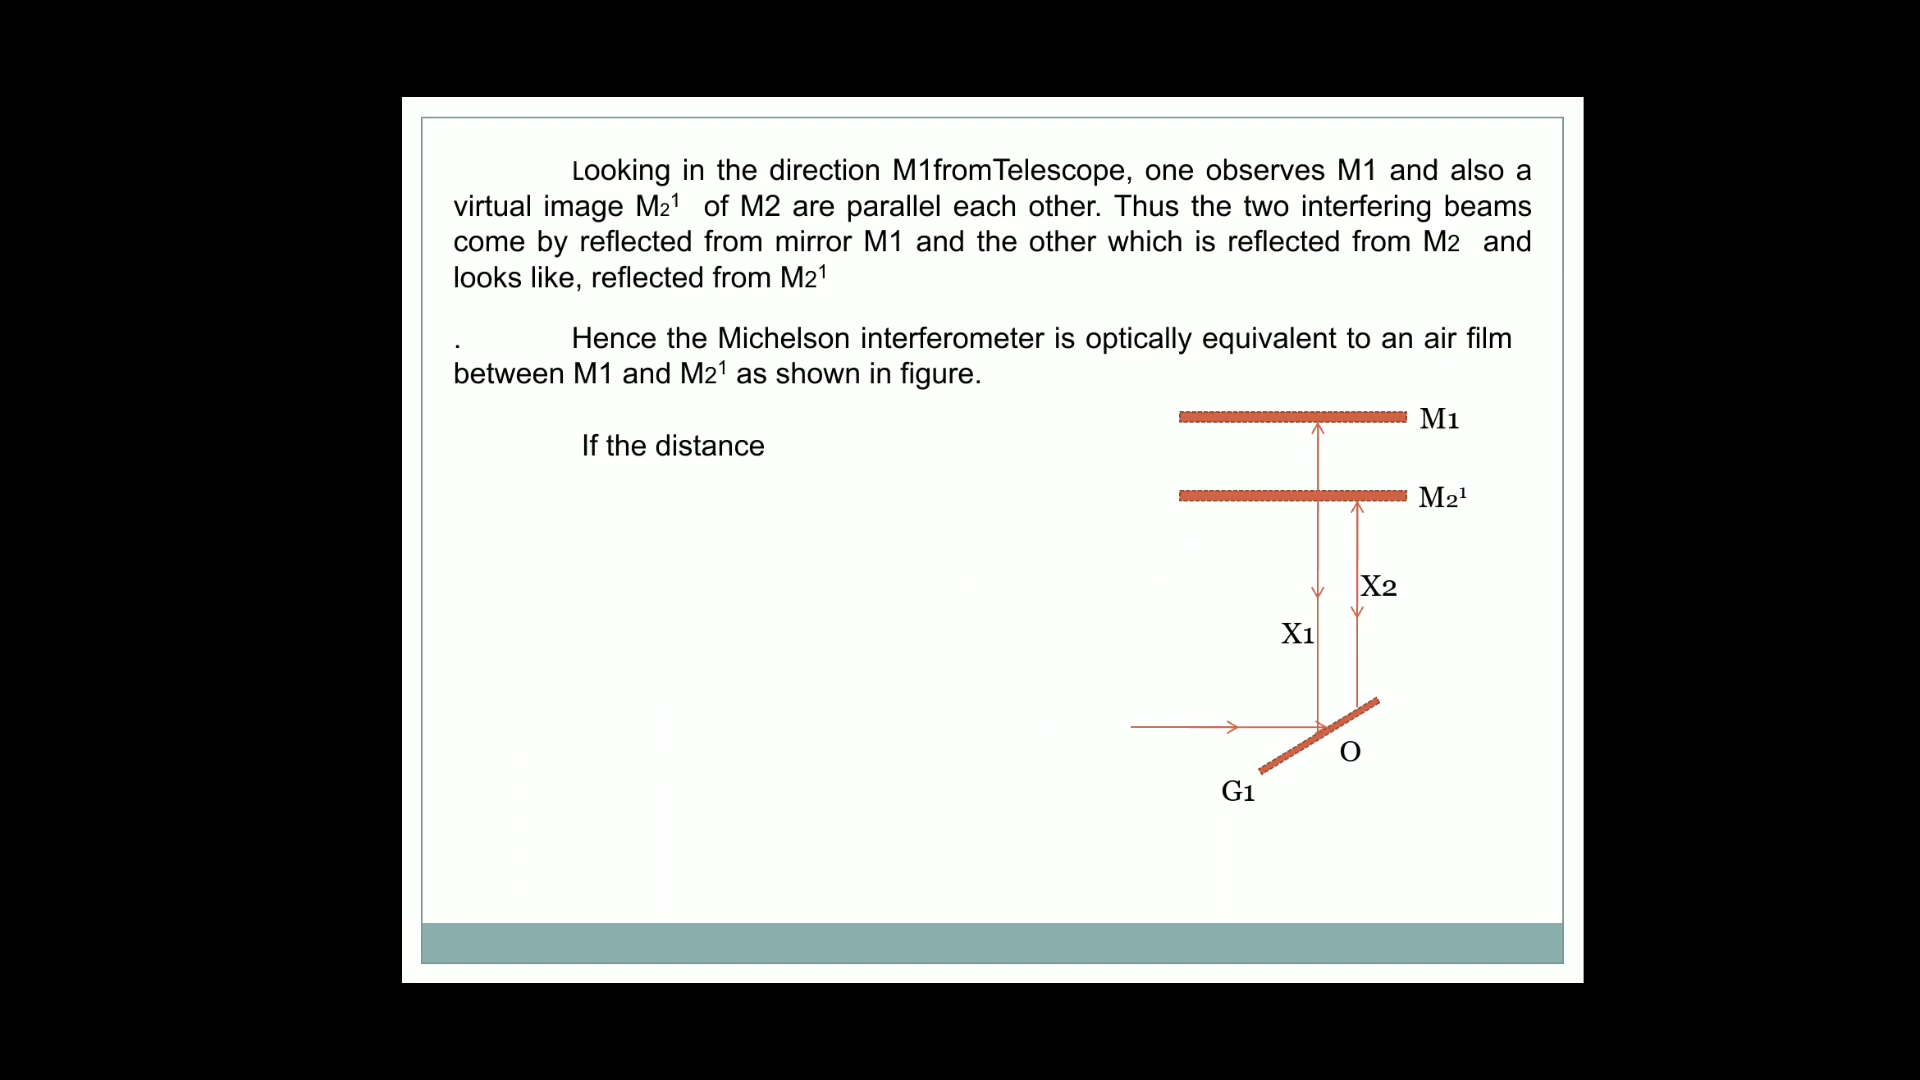 Looking in the direction M1fromTelescope, one observes M1 and also a
virtual image M2¹ of M2 are parallel each other. Thus the two interfering beams
come by reflected from mirror M1 and the other which is reflected from M2 and
looks like, reflected from M2¹
. Hence the Michelson interferometer is optically equivalent to an air film
between M1 and M2¹ as shown in figure.
If the distance
M1
M2¹
X2
X1
O
G1